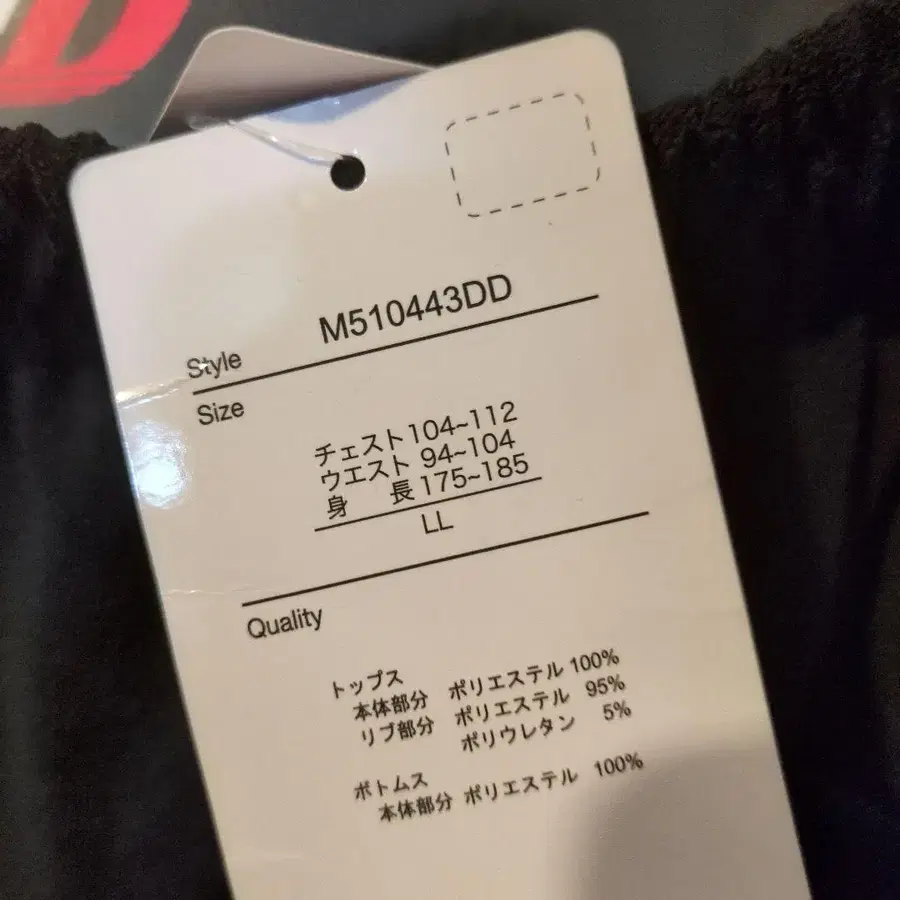 D
Style M510443DD
Size
チェスト104~112
ウエスト 94~104
身 長175~185
LL
Quality
トップス
本体部分 ポリエステル 100%
リブ部分 ポリエステル 95%
ポリウレタン 5%
ボトムス
本体部分 ポリエステル 100%